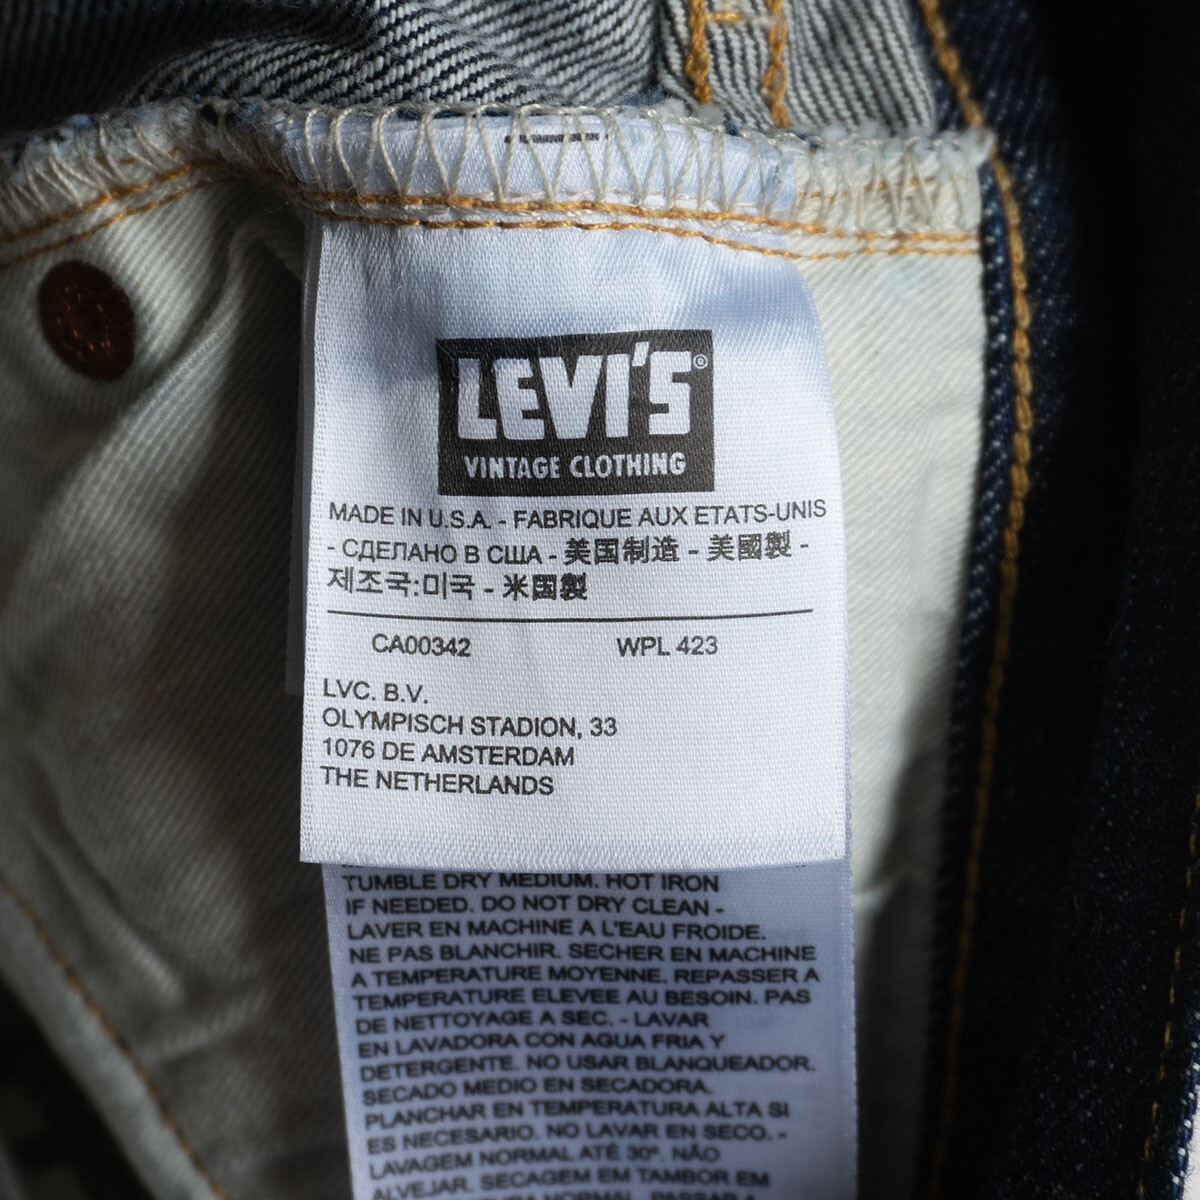 LEVI'S®
VINTAGE CLOTHING
MADE IN U.S.A. - FABRIQUE AUX ETATS-UNIS
- СДЕЛАНО В США - 美国制造 - 美國製 -
제조국:미국 - 米国製
CA00342 WPL 423
LVC. B.V.
OLYMPISCH STADION, 33
1076 DE AMSTERDAM
THE NETHERLANDS
TUMBLE DRY MEDIUM. HOT IRON
IF NEEDED. DO NOT DRY CLEAN -
LAVER EN MACHINE A L'EAU FROIDE.
NE PAS BLANCHIR. SECHER EN MACHINE
A TEMPERATURE MOYENNE. REPASSER A
TEMPERATURE ELEVEE AU BESOIN. PAS
DE NETTOYAGE A SEC. - LAVAR
EN LAVADORA CON AGUA FRIA Y
DETERGENTE. NO USAR BLANQUEADOR.
SECADO MEDIO EN SECADORA.
PLANCHAR EN TEMPERATURA ALTA SI
ES NECESARIO. NO LAVAR EN SECO. -
LAVAGEM NORMAL ATÉ 30º. NÃO
ALVEJAR. SECAGEM EM TAMBOR EM
NORMAL. PASSAR A